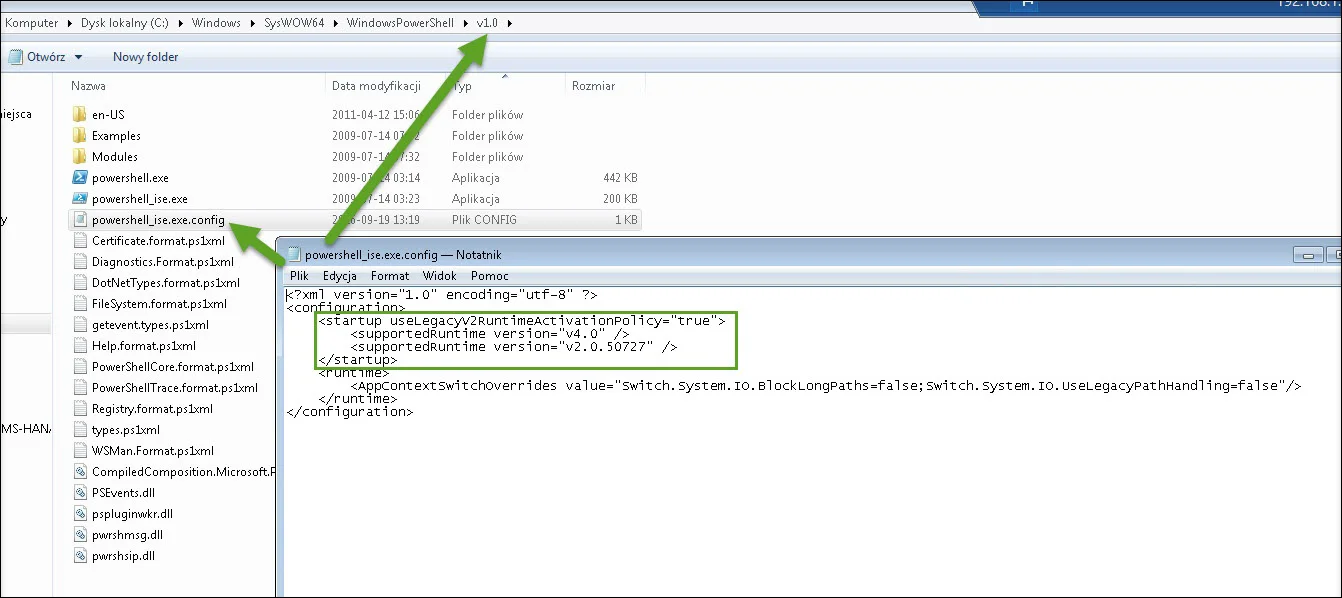 192.168.1.
Komputer ▸ Dysk lokalny (C:) ▸ Windows ▸ SysWOW64 ▸ WindowsPowerShell ▸ v1.0 ▸
Otwórz Nowy folder
Nazwa Data modyfikacji Typ Rozmiar
en-US 2011-04-12 15:06 Folder plików
Examples 2009-07-14 Folder plików
Modules 2009-07-14 07:32 Folder plików
powershell.exe 2009-07-14 03:14 Aplikacja 442 KB
powershell_ise.exe 2009-07-14 03:23 Aplikacja 200 KB
powershell_ise.exe.config 2016-09-19 13:19 Plik CONFIG 1 KB
Certificate.format.ps1xml
Diagnostics.Format.ps1xml
DotNetTypes.format.ps1xml
FileSystem.format.ps1xml
getevent.types.ps1xml
Help.format.ps1xml
PowerShellCore.format.ps1xml
PowerShellTrace.format.ps1xml
Registry.format.ps1xml
types.ps1xml
WSMan.Format.ps1xml
CompiledComposition.Microsoft.P
PSEvents.dll
pspluginwkr.dll
pwrshmsg.dll
pwrshsip.dll
iejsca
y
MS-HANA
powershell_ise.exe.config — Notatnik
Plik Edycja Format Widok Pomoc
<?xml version="1.0" encoding="utf-8" ?>
<configuration>
<startup useLegacyV2RuntimeActivationPolicy="true">
<supportedRuntime version="v4.0" />
<supportedRuntime version="v2.0.50727" />
</startup>
<runtime>
<AppContextSwitchOverrides value="Switch.System.IO.BlockLongPaths=false;Switch.System.IO.UseLegacyPathHandling=false"/>
</runtime>
</configuration>